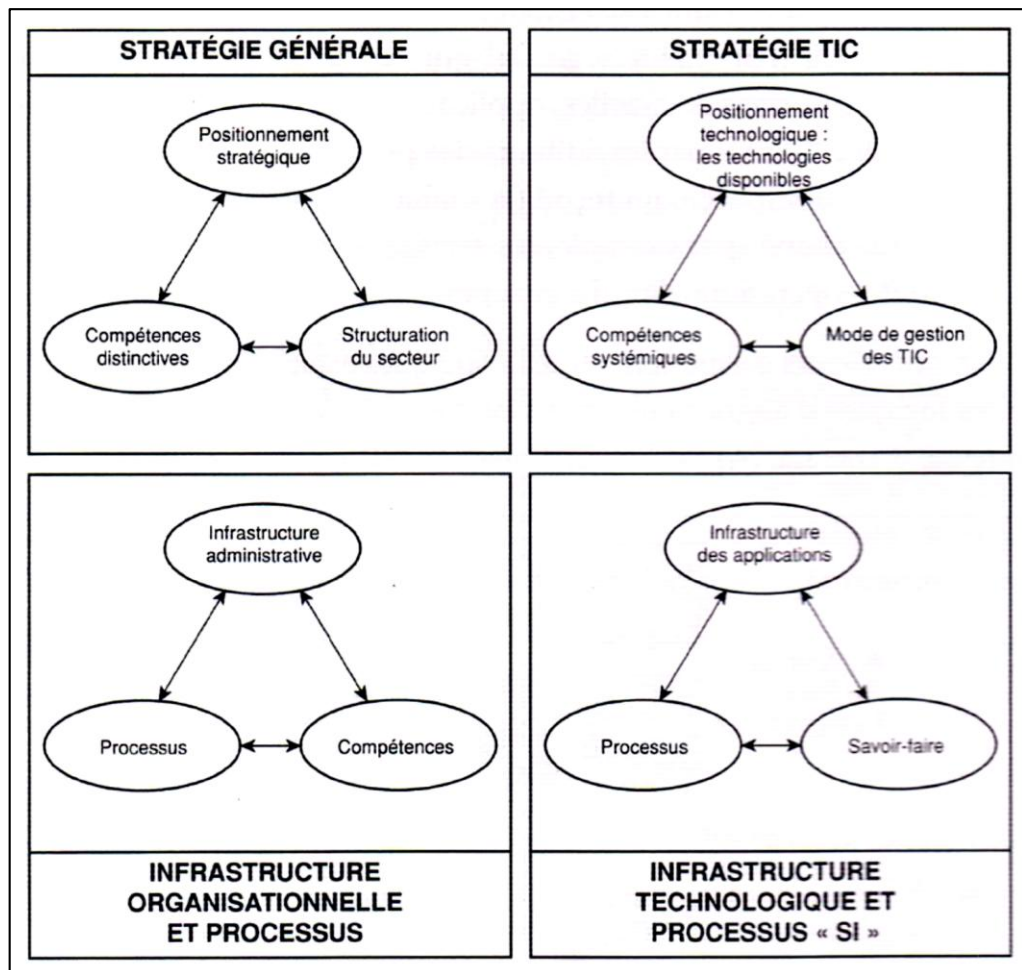 STRATÉGIE GÉNÉRALE
Positionnement
stratégique
Compétences
distinctives
Structuration
du secteur
STRATÉGIE TIC
Positionnement
technologique :
les technologies
disponibles
Compétences
systémiques
Mode de gestion
des TIC
Infrastructure
administrative
Processus
Compétences
INFRASTRUCTURE
ORGANISATIONNELLE
ET PROCESSUS
Infrastructure
des applications
Processus
Savoir-faire
INFRASTRUCTURE
TECHNOLOGIQUE ET
PROCESSUS « SI »